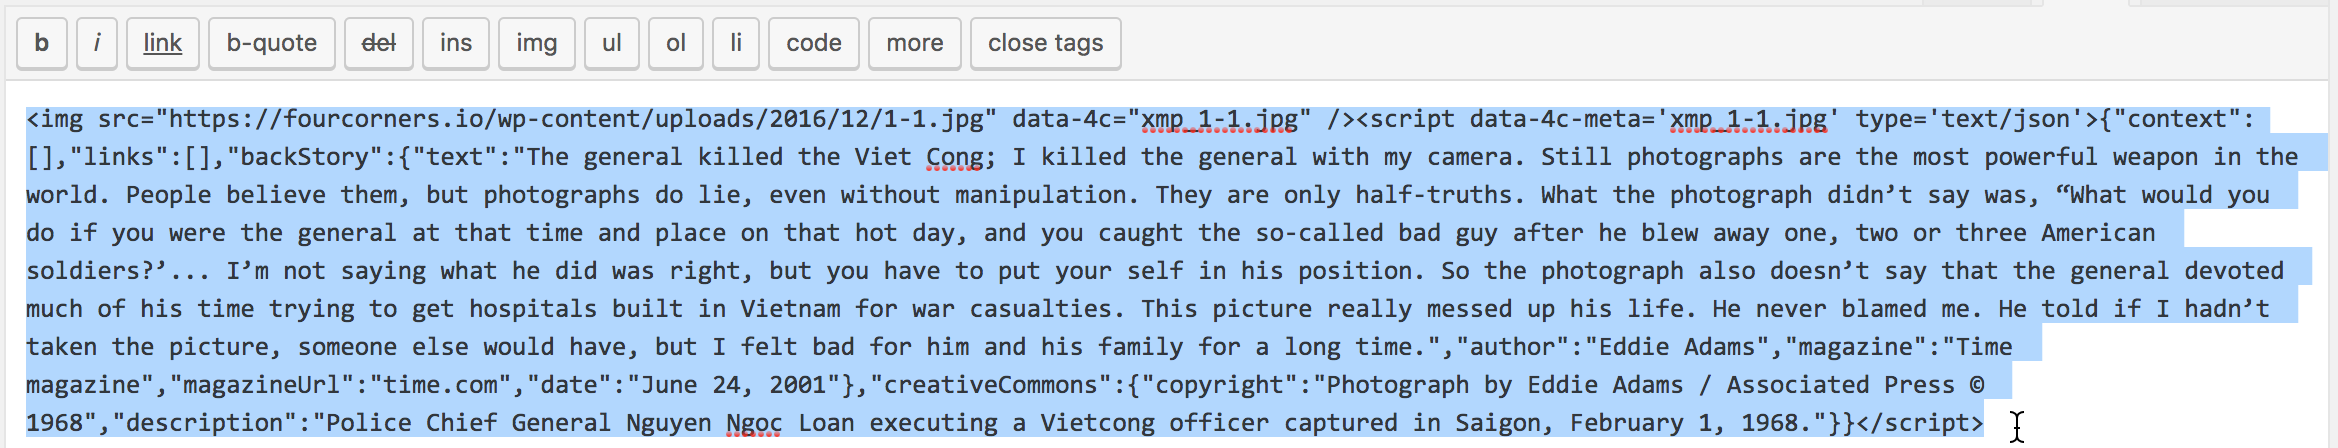 b i link b-quote del ins img ul ol li code more close tags
<img src="https://fourcorners.io/wp-content/uploads/2016/12/1-1.jpg" data-4c="xmp_1-1.jpg" /><script data-4c-meta='xmp_1-1.jpg' type='text/json'>{"context":
[],"links":[],"backStory":{"text":"The general killed the Viet Cong; I killed the general with my camera. Still photographs are the most powerful weapon in the
world. People believe them, but photographs do lie, even without manipulation. They are only half-truths. What the photograph didn’t say was, “What would you
do if you were the general at that time and place on that hot day, and you caught the so-called bad guy after he blew away one, two or three American
soldiers?’... I’m not saying what he did was right, but you have to put your self in his position. So the photograph also doesn’t say that the general devoted
much of his time trying to get hospitals built in Vietnam for war casualties. This picture really messed up his life. He never blamed me. He told if I hadn’t
taken the picture, someone else would have, but I felt bad for him and his family for a long time.","author":"Eddie Adams","magazine":"Time
magazine","magazineUrl":"time.com","date":"June 24, 2001"},"creativeCommons":{"copyright":"Photograph by Eddie Adams / Associated Press ©
1968","description":"Police Chief General Nguyen Ngoc Loan executing a Vietcong officer captured in Saigon, February 1, 1968."}}</script>